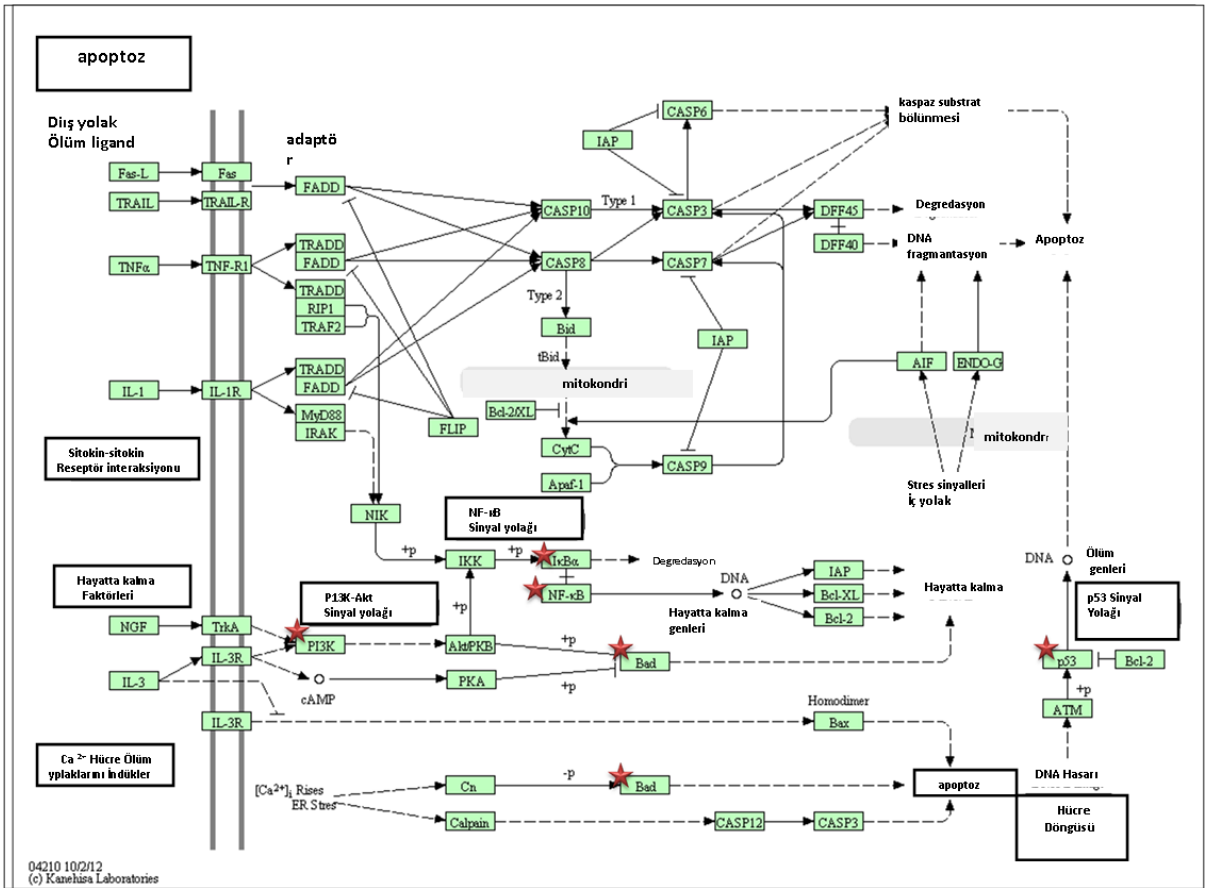 apoptoz
Dıış yolak
Ölüm ligand
adaptö
r
Fas-L
Fas
FADD
TRAIL
TRAIL-R
TNFα
TNF-R1
TRADD
FADD
TRADD
RIP1
TRAF2
IL-1
IL-1R
TRADD
FADD
MyD88
IRAK
FLIP
CASP6
IAP
CASP10
Type 1
CASP3
CASP8
CASP7
Type 2
Bid
tBid
mitokondri
Bcl-2/XL
CytC
Apaf-1
CASP9
IAP
kaspaz substrat
bölünmesi
DFF45
Degredasyon
DFF40
DNA
fragmantasyon
Apoptoz
AIF
ENDO-G
mitokondrı
Stres sinyalleri
İç yolak
Sitokin-sitokin
Reseptör interaksiyonu
NIK
NF-κB
Sinyal yolağı
+p
IKK
+p
IκBα
Degredasyon
NF-κB
DNA
Hayatta kalma
genleri
IAP
Bcl-XL
Bcl-2
Hayatta kalma
DNA
Ölüm
genleri
Hayatta kalma
Faktörleri
P13K-Akt
Sinyal yolağı
p53 Sinyal
Yolağı
NGF
TrkA
PI3K
+p
Akt/PKB
+p
Bad
IL-3R
IL-3
cAMP
PKA
+p
p53
Bcl-2
+p
ATM
IL-3R
Homodimer
Bax
Ca 2+ Hücre Ölüm
yplaklarını İndükler
[Ca2+]i Rises
ER Stres
Cn
-p
Bad
Calpain
CASP12
CASP3
apoptoz
DNA Hasarı
Hücre
Döngüsü
04210 10/2/12
(c) Kanehisa Laboratories